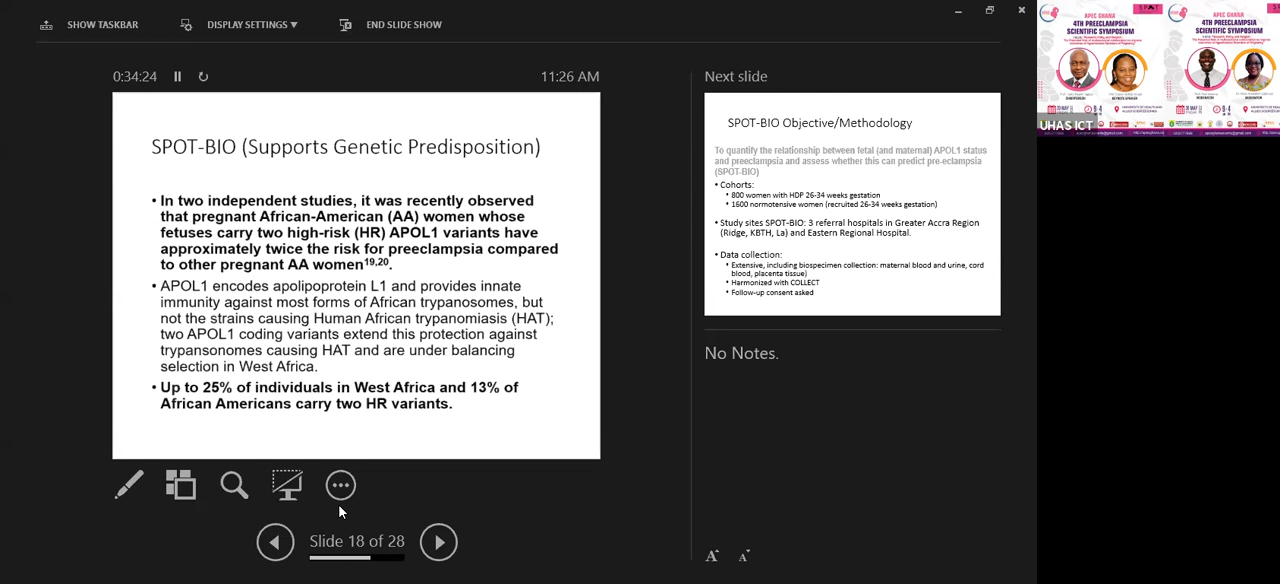 SHOW TASKBAR
DISPLAY SETTINGS
END SLIDE SHOW
0:34:24
11:26 AM
SPOT-BIO (Supports Genetic Predisposition)
• In two independent studies, it was recently observed
that pregnant African-American (AA) women whose
fetuses carry two high-risk (HR) APOL1 variants have
approximately twice the risk for preeclampsia compared
to other pregnant AA women19,20.
• APOL1 encodes apolipoprotein L1 and provides innate
immunity against most forms of African trypanosomes, but
not the strains causing Human African trypanomiasis (HAT);
two APOL1 coding variants extend this protection against
trypansonomes causing HAT and are under balancing
selection in West Africa.
• Up to 25% of individuals in West Africa and 13% of
African Americans carry two HR variants.
Slide 18 of 28
Next slide
SPOT-BIO Objective/Methodology
To quantify the relationship between fetal (and maternal) APOL1 status
and preeclampsia and assess whether this can predict pre-eclampsia
(SPOT-BIO)
• Cohorts:
• 800 women with HDP 26-34 weeks gestation
• 1600 normotensive women (recruited 26-34 weeks gestation)
• Study sites SPOT-BIO: 3 referral hospitals in Greater Accra Region
(Ridge, KBTH, La) and Eastern Regional Hospital.
• Data collection:
• Extensive, including biospecimen collection: maternal blood and urine, cord
blood, placenta tissue)
• Harmonized with COLLECT
• Follow-up consent asked
No Notes.
A A
APEC GHANA
4TH PREECLAMPSIA
SCIENTIFIC SYMPOSIUM
CHAIRPERSON
KEYNOTE SPEAKER
APEC GHANA
4TH PREECLAMPSIA
SCIENTIFIC SYMPOSIUM
MODERATOR
MODERATOR
UHAS ICT